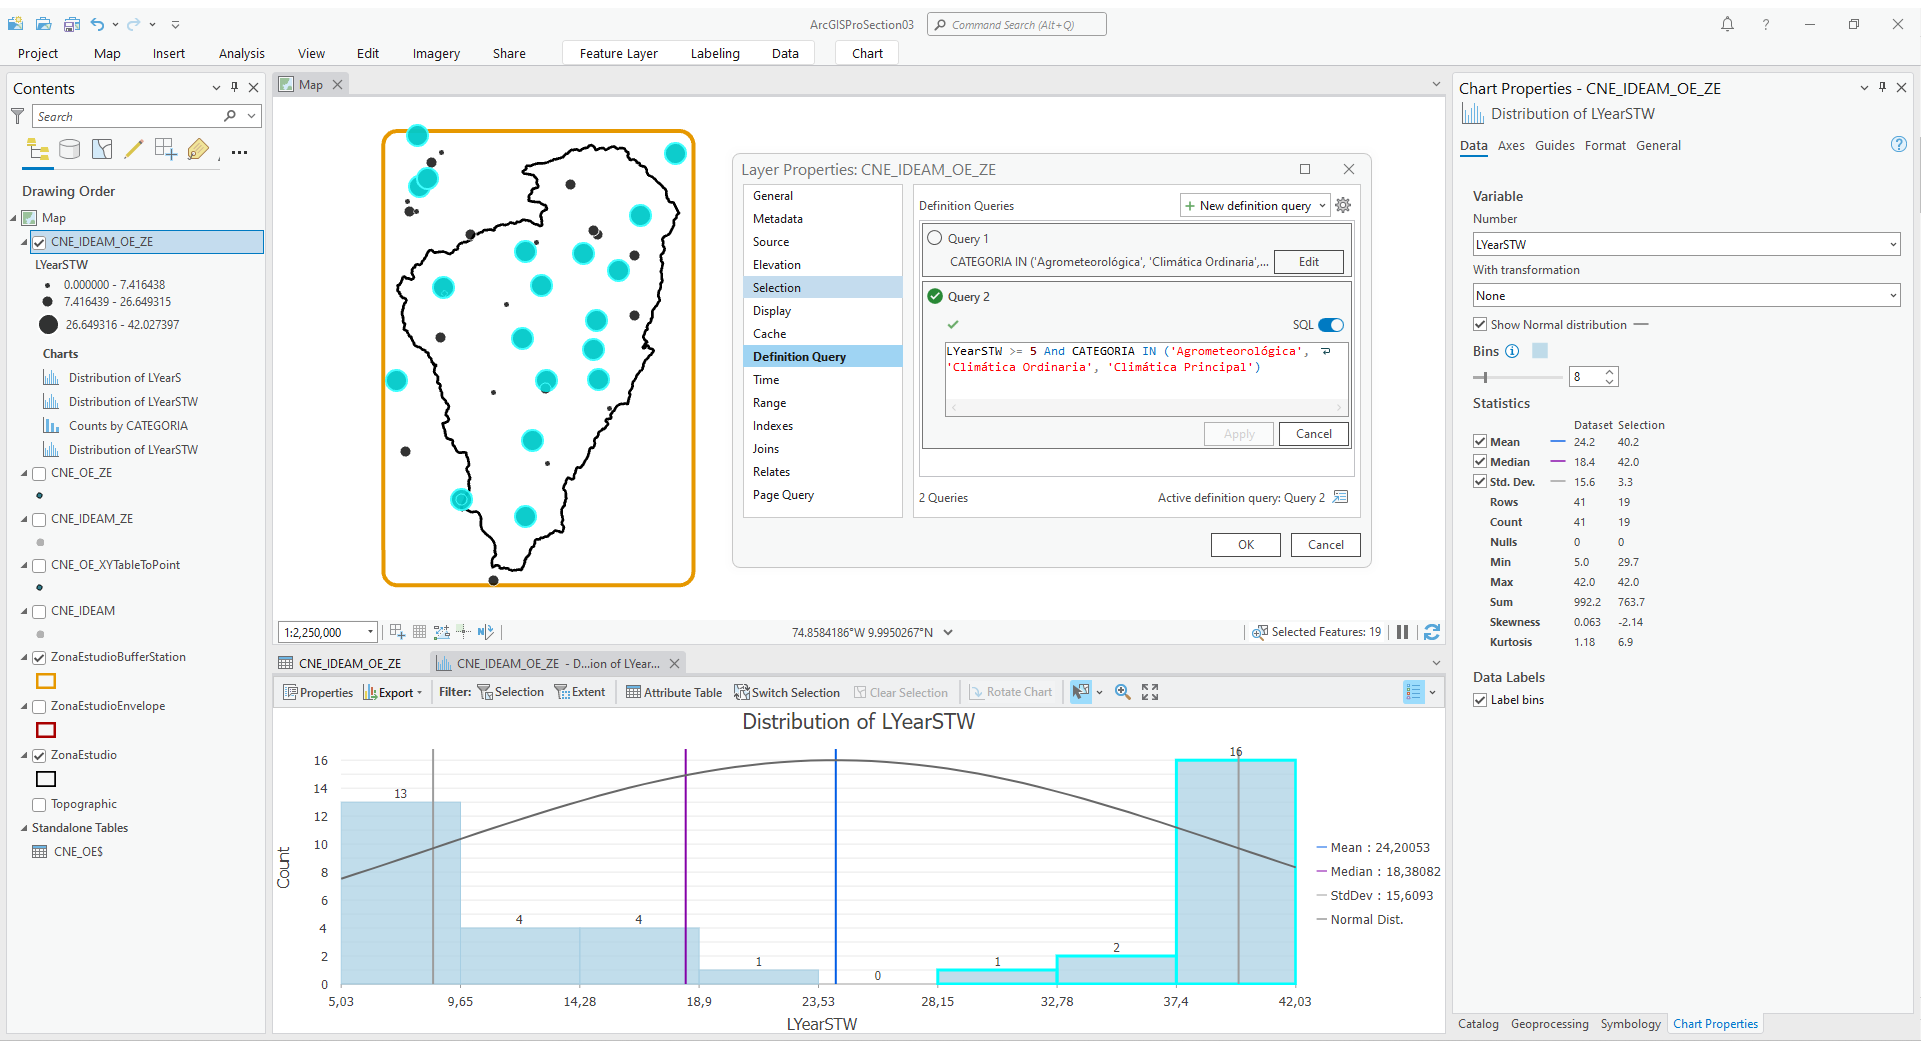 ArcGISProSection03
Command Search (Alt+Q)
Project Map Insert Analysis View Edit Imagery Share Feature Layer Labeling Data Chart
Contents
Search
Drawing Order
Map
CNE_IDEAM_OE_ZE
LYearSTW
0.000000 - 7.416438
7.416439 - 26.649315
26.649316 - 42.027397
Charts
Distribution of LYearS
Distribution of LYearSTW
Counts by CATEGORIA
Distribution of LYearSTW
CNE_OE_ZE
CNE_IDEAM_ZE
CNE_OE_XYTableToPoint
CNE_IDEAM
ZonaEstudioBufferStation
ZonaEstudioEnvelope
ZonaEstudio
Topographic
Standalone Tables
CNE_OE$
Map
Layer Properties: CNE_IDEAM_OE_ZE
General
Metadata
Source
Elevation
Selection
Display
Cache
Definition Query
Time
Range
Indexes
Joins
Relates
Page Query
Definition Queries
New definition query
Query 1
CATEGORIA IN ('Agrometeorológica', 'Climática Ordinaria',...
Edit
Query 2
SQL
LYearSTW >= 5 And CATEGORIA IN ('Agrometeorológica',
'Climática Ordinaria', 'Climática Principal')
Apply Cancel
2 Queries
Active definition query: Query 2
OK Cancel
1:2,250,000
74.8584186°W 9.9950267°N
Selected Features: 19
CNE_IDEAM_OE_ZE
CNE_IDEAM_OE_ZE - D...ion of LYear...
Properties Export Filter: Selection Extent Attribute Table Switch Selection Clear Selection Rotate Chart
Distribution of LYearSTW
Count
16
14
12
10
8
6
4
2
0
13
4
4
1
0
1
2
16
5,03 9,65 14,28 18,9 23,53 28,15 32,78 37,4 42,03
LYearSTW
Mean : 24,20053
Median : 18,38082
StdDev : 15,6093
Normal Dist.
Chart Properties - CNE_IDEAM_OE_ZE
Distribution of LYearSTW
Data Axes Guides Format General
Variable
Number
LYearSTW
With transformation
None
Show Normal distribution
Bins
8
Statistics
Dataset Selection
Mean 24.2 40.2
Median 18.4 42.0
Std. Dev. 15.6 3.3
Rows 41 19
Count 41 19
Nulls 0 0
Min 5.0 29.7
Max 42.0 42.0
Sum 992.2 763.7
Skewness 0.063 -2.14
Kurtosis 1.18 6.9
Data Labels
Label bins
Catalog Geoprocessing Symbology Chart Properties